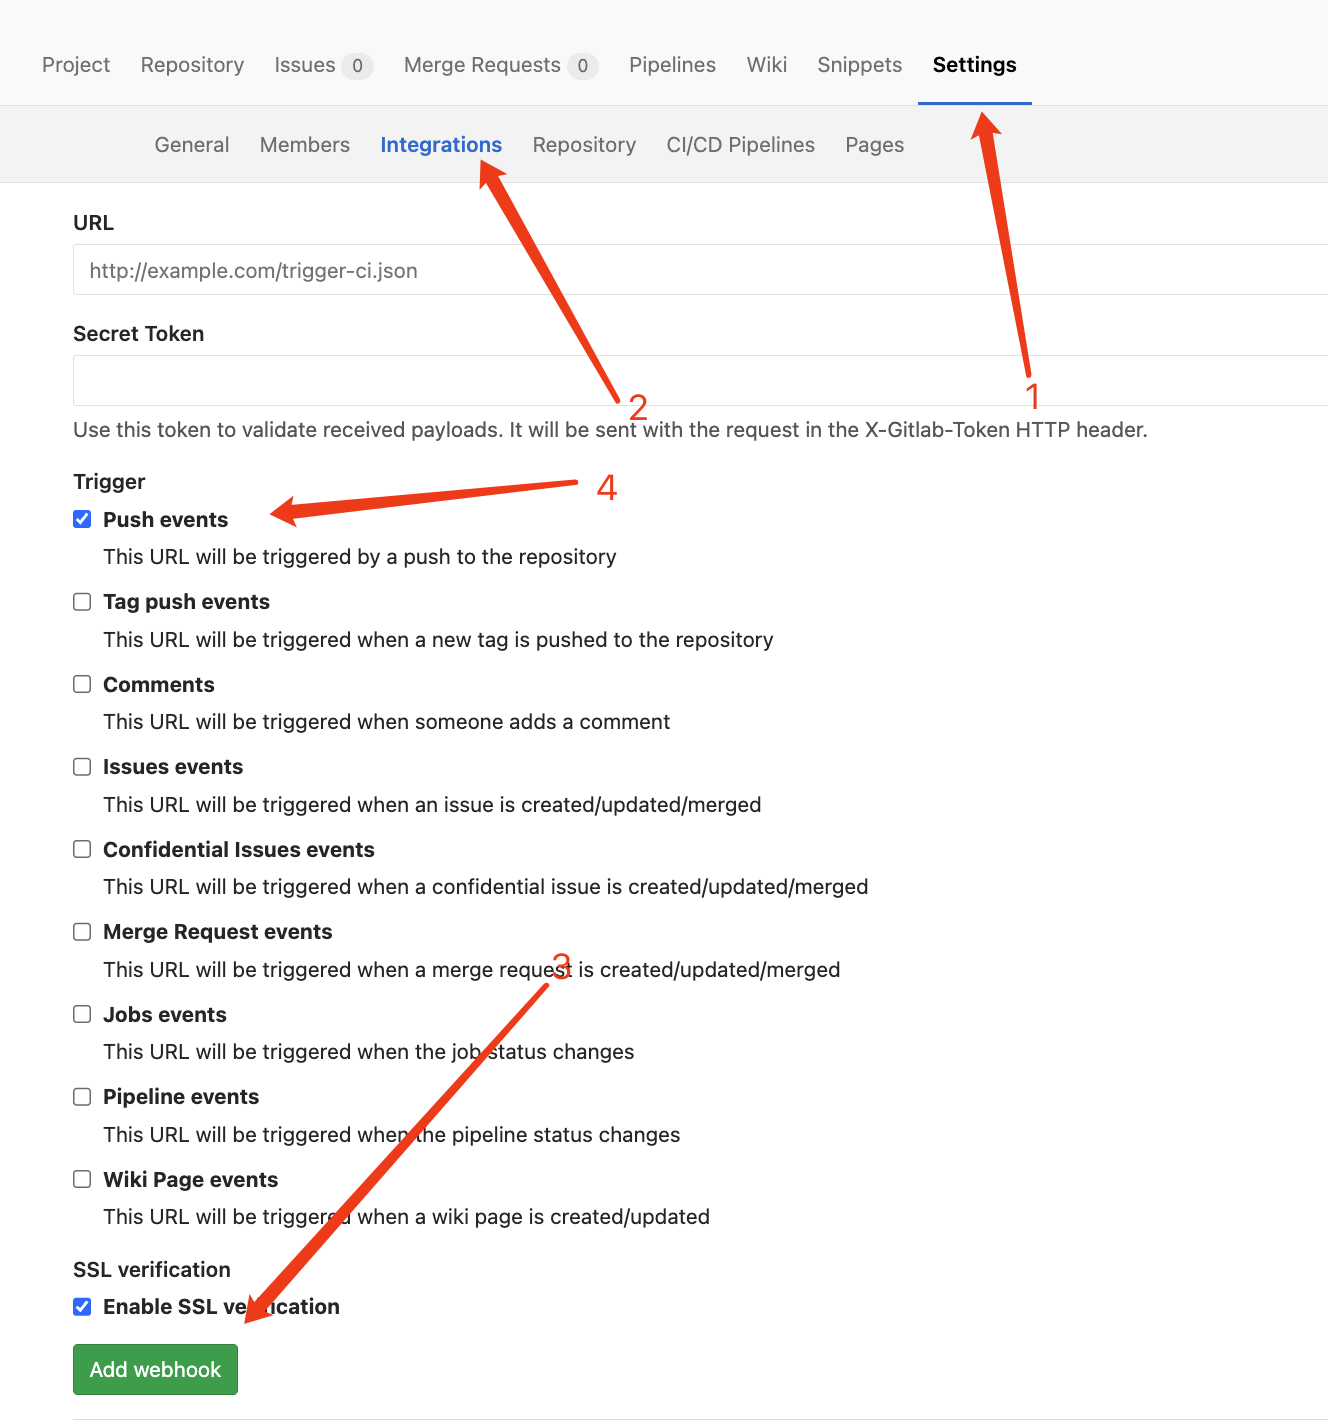 Project Repository Issues 0 Merge Requests 0 Pipelines Wiki Snippets Settings
General Members Integrations Repository CI/CD Pipelines Pages
URL
http://example.com/trigger-ci.json
Secret Token
1
2
Use this token to validate received payloads. It will be sent with the request in the X-Gitlab-Token HTTP header.
Trigger
4
Push events
This URL will be triggered by a push to the repository
Tag push events
This URL will be triggered when a new tag is pushed to the repository
Comments
This URL will be triggered when someone adds a comment
Issues events
This URL will be triggered when an issue is created/updated/merged
Confidential Issues events
This URL will be triggered when a confidential issue is created/updated/merged
Merge Request events
3
This URL will be triggered when a merge request is created/updated/merged
Jobs events
This URL will be triggered when the job status changes
Pipeline events
This URL will be triggered when the pipeline status changes
Wiki Page events
This URL will be triggered when a wiki page is created/updated
SSL verification
Enable SSL verification
Add webhook